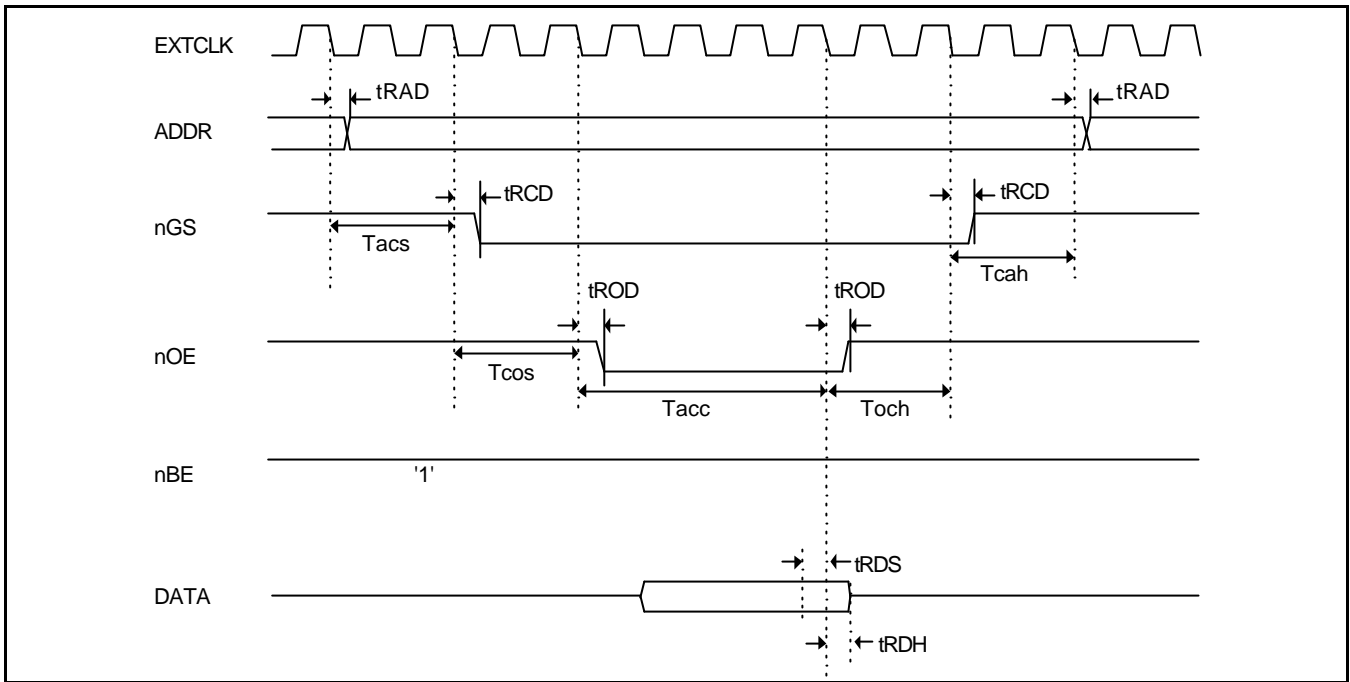 EXTCLK
tRAD
tRAD
ADDR
tRCD
tRCD
nGS
Tacs
Tcah
tROD
tROD
nOE
Tcos
Tacc
Toch
nBE
'1'
tRDS
DATA
tRDH